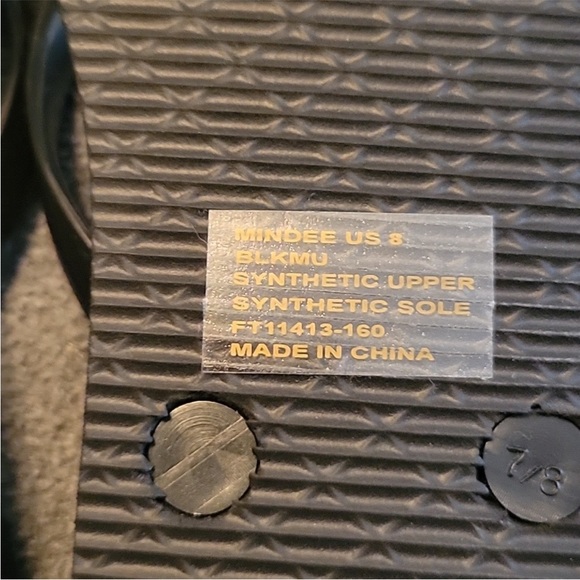 MINDEE US 8
BLKMU
SYNTHETIC UPPER
SYNTHETIC SOLE
FT11413-160
MADE IN CHINA
7/8